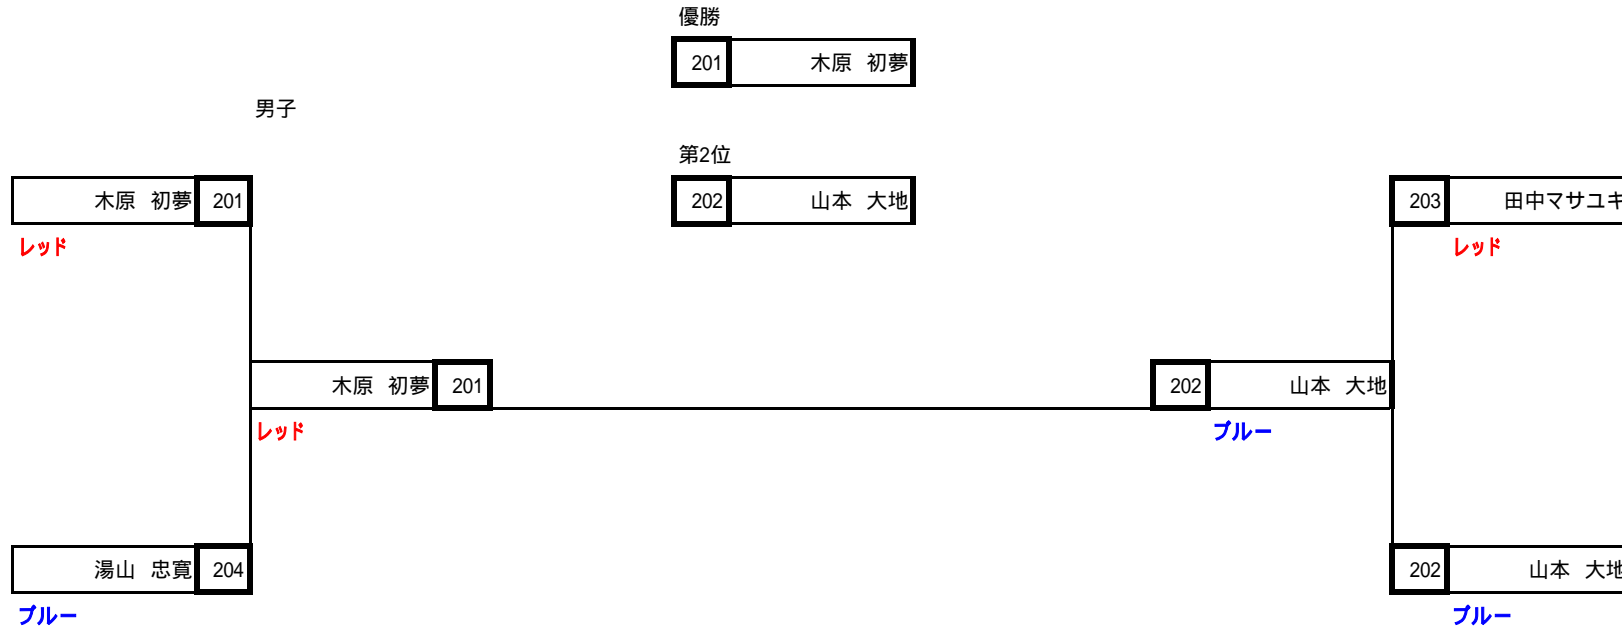 優勝
201 木原 初夢
男子
第2位
木原 初夢 201
202 山本 大地
203 田中マサユキ
レッド
レッド
木原 初夢 201
202 山本 大地
レッド
ブルー
湯山 忠寛 204
202 山本 大地
ブルー
ブルー